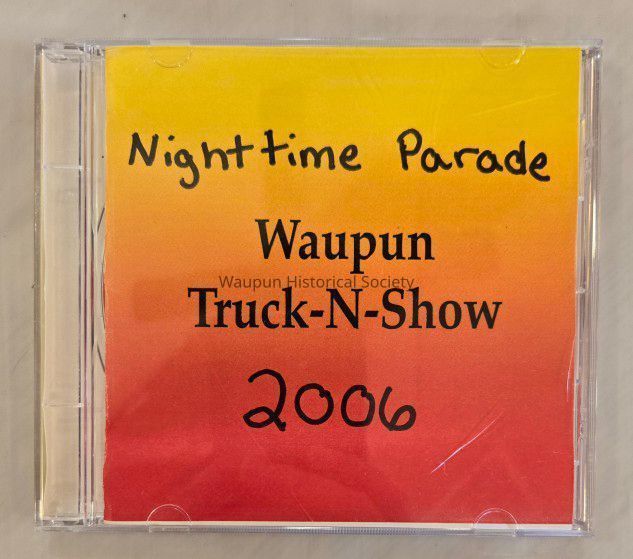 Nighttime Parade
Waupun
Waupun Historical Society
Truck-N-Show
2006